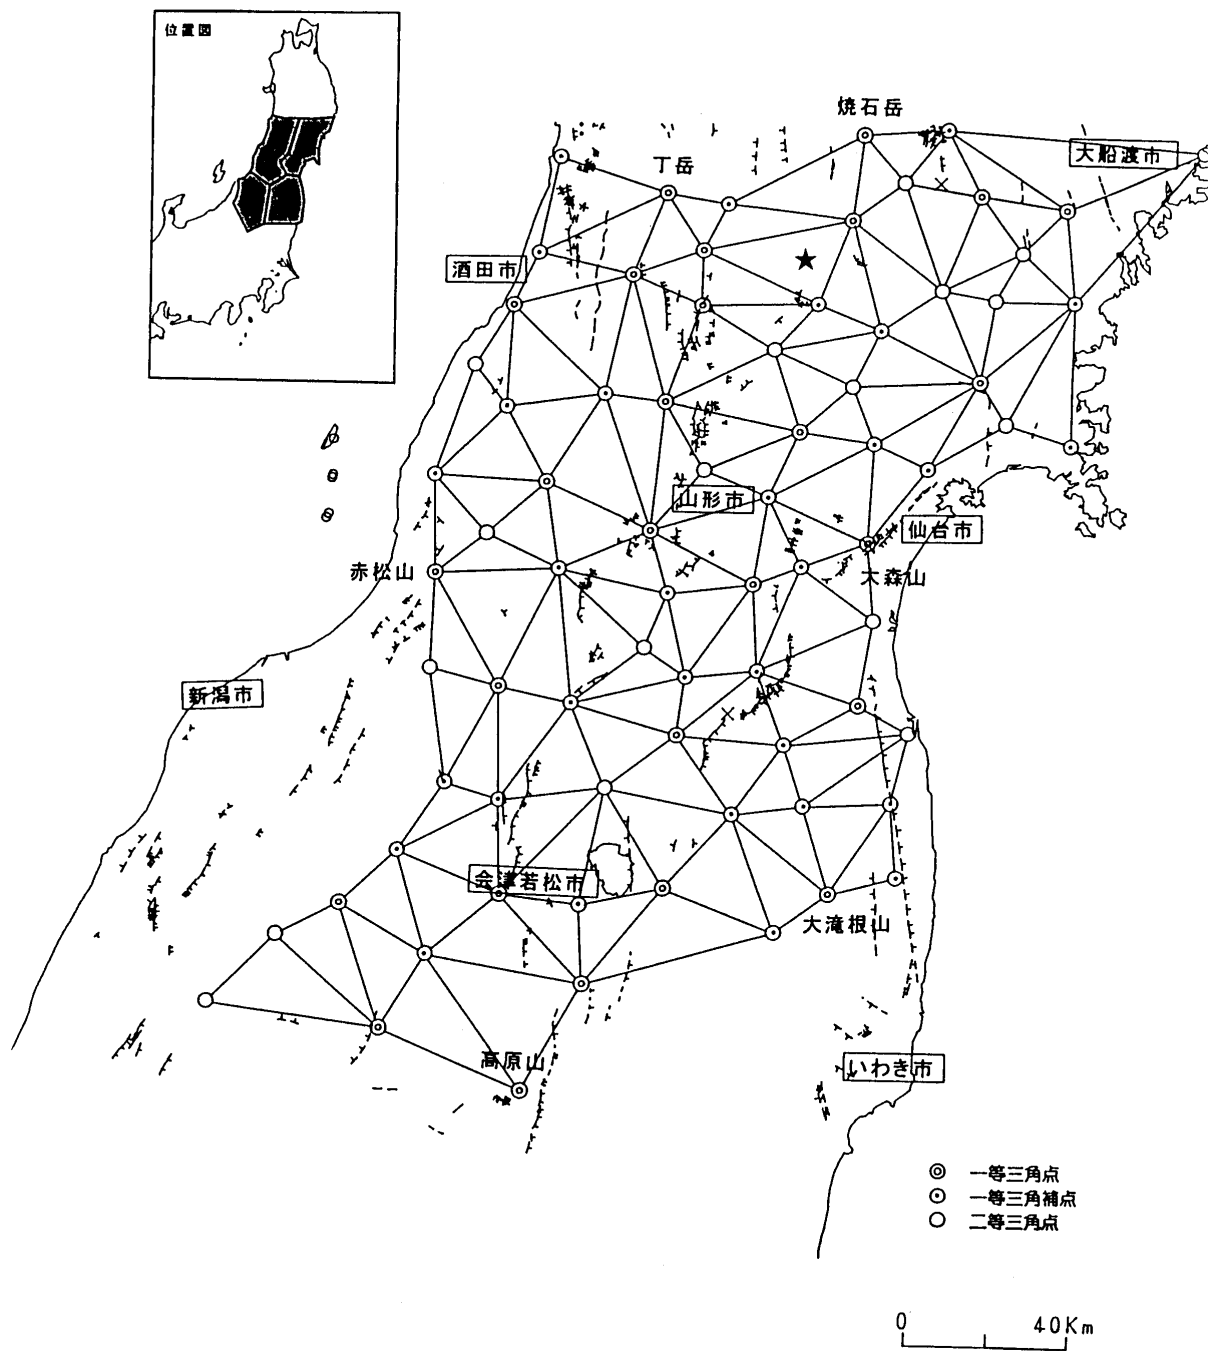 位置図
焼石岳
大船渡市
丁岳
酒田市
山形市
仙台市
赤松山
大森山
新潟市
会津若松市
大滝根山
高原山
いわき市
一等三角点
一等三角補点
二等三角点
0 40Km